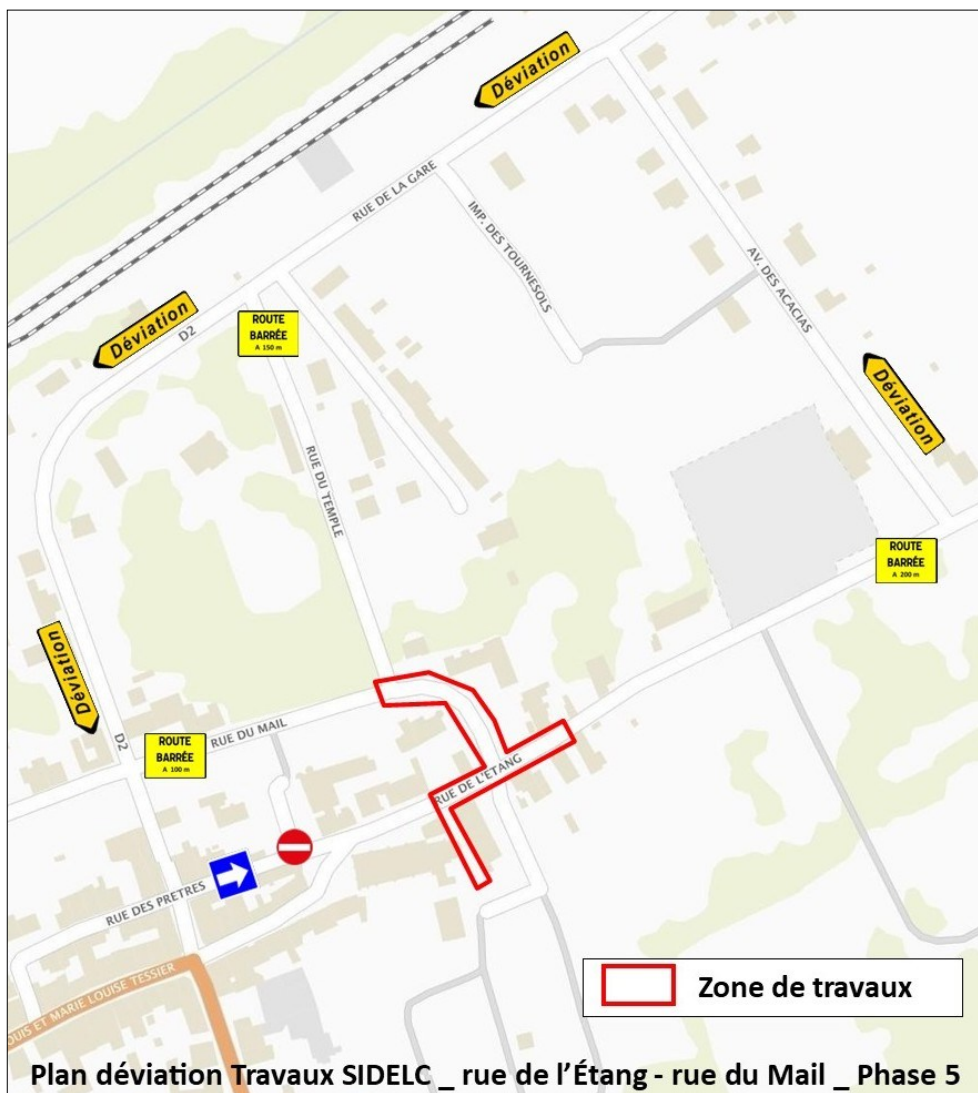 Déviation
RUE DE LA GARE
IMP. DES TOURNESOLS
AV. DES ACACIAS
Déviation
D2
ROUTE
BARRÉE
A 150 m
Déviation
RUE DU TEMPLE
ROUTE
BARRÉE
A 200 m
Déviation
D2
RUE DU MAIL
ROUTE
BARRÉE
A 100 m
RUE DE L'ETANG
RUE DES PRETRES
OUIS ET MARIE LOUISE TESSIER
Zone de travaux
Plan déviation Travaux SIDELC _ rue de l'Étang - rue du Mail _ Phase 5